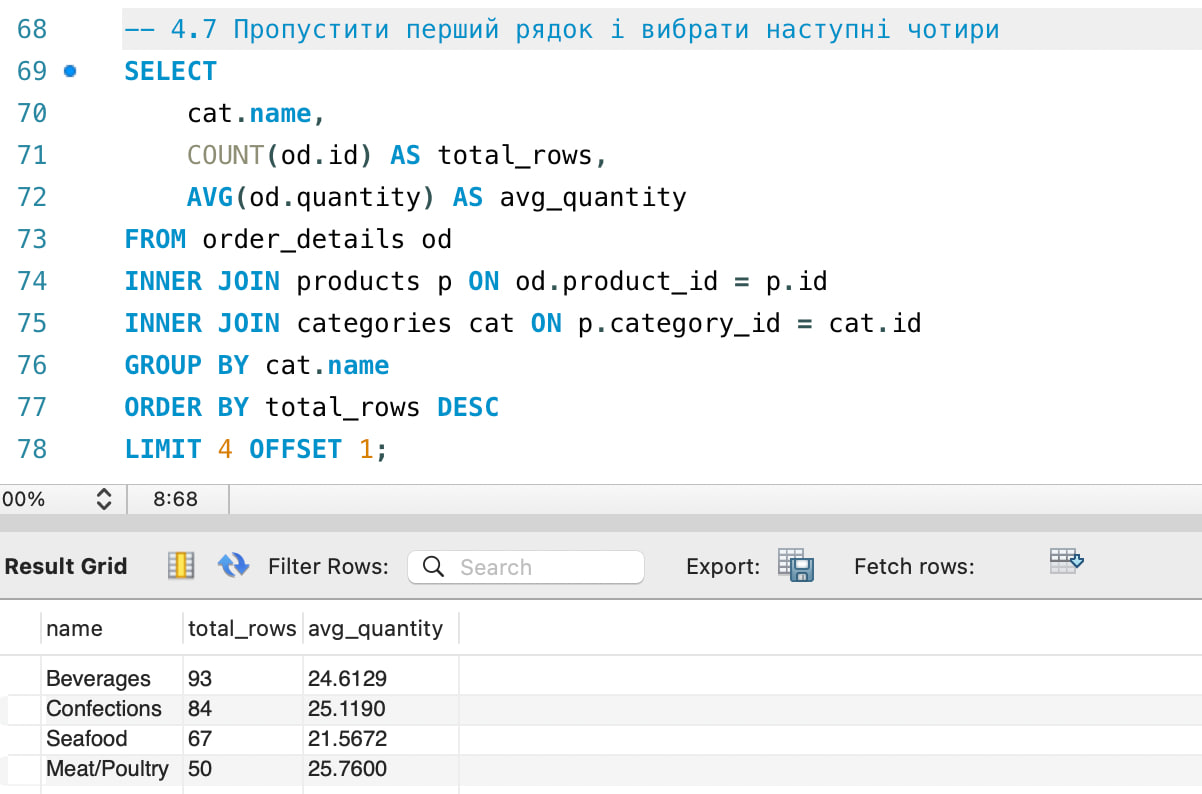 68 -- 4.7 Пропустити перший рядок і вибрати наступні чотири
69 SELECT
70 cat.name,
71 COUNT(od.id) AS total_rows,
72 AVG(od.quantity) AS avg_quantity
73 FROM order_details od
74 INNER JOIN products p ON od.product_id = p.id
75 INNER JOIN categories cat ON p.category_id = cat.id
76 GROUP BY cat.name
77 ORDER BY total_rows DESC
78 LIMIT 4 OFFSET 1;
00% 8:68
Result Grid Filter Rows: Search Export: Fetch rows:
name total_rows avg_quantity
Beverages 93 24.6129
Confections 84 25.1190
Seafood 67 21.5672
Meat/Poultry 50 25.7600